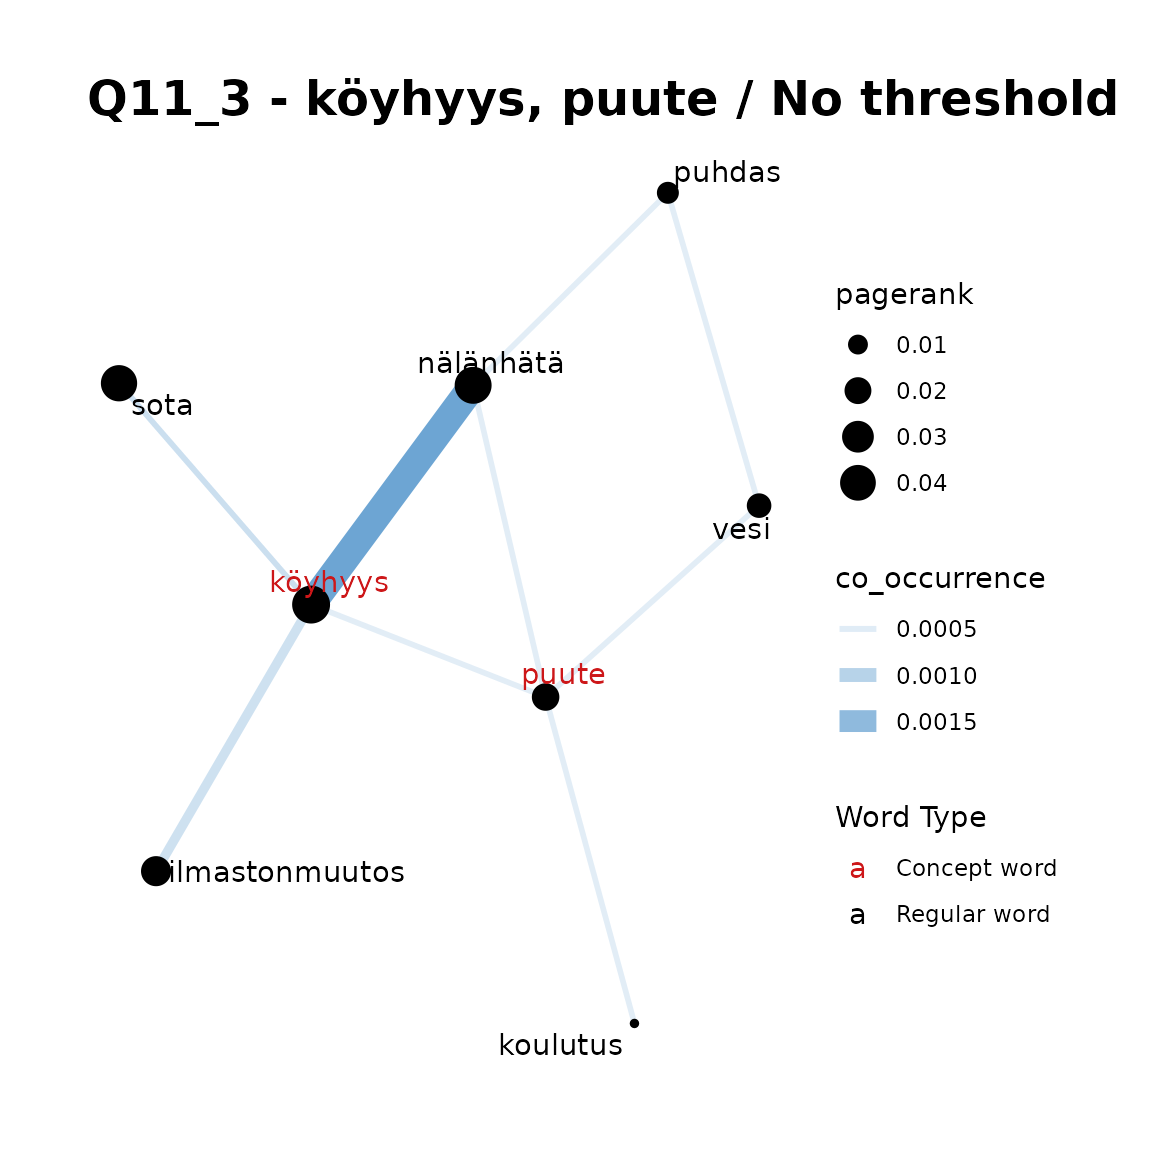 Q11_3 - köyhyys, puute / No threshold
puhdas
nälänhätä
sota
vesi
köyhyys
puute
ilmastonmuutos
koulutus
pagerank
0.01
0.02
0.03
0.04
co_occurrence
0.0005
0.0010
0.0015
Word Type
a Concept word
a Regular word